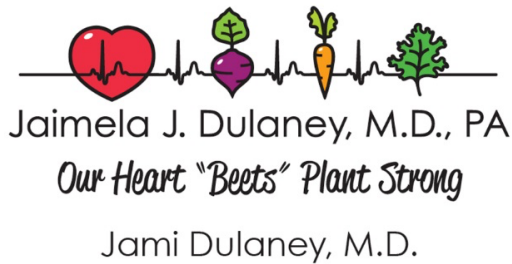 Jaimela J. Dulaney, M.D., PA
Our Heart "Beets" Plant Strong
Jami Dulaney, M.D.